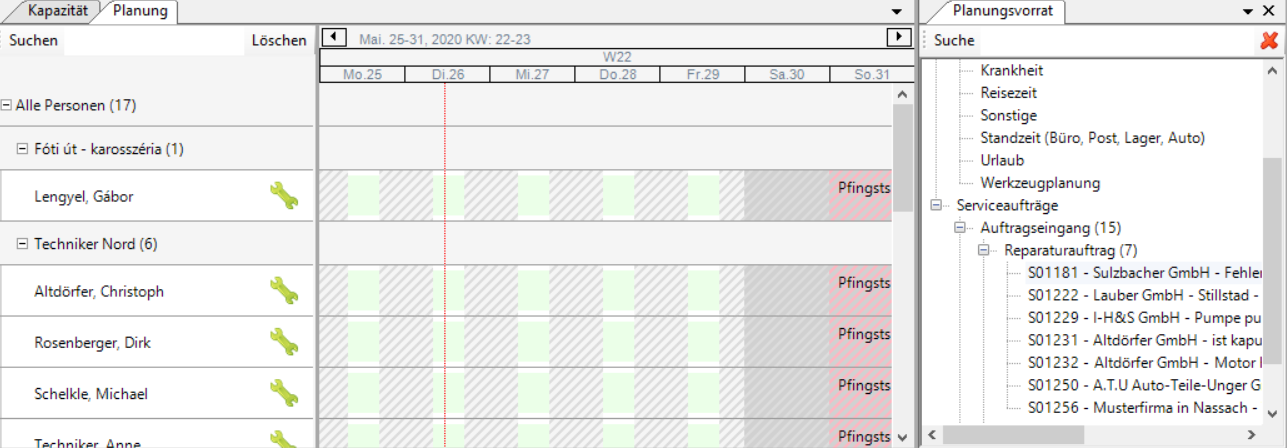 Kapazität Planung
Suchen Löschen
Mai. 25-31, 2020 KW: 22-23
W22
Mo.25 Di.26 Mi.27 Do.28 Fr.29 Sa.30 So.31
Alle Personen (17)
Fóti út - karosszéria (1)
Lengyel, Gábor Pfingsts
Techniker Nord (6)
Altdörfer, Christoph Pfingsts
Rosenberger, Dirk Pfingsts
Schelkle, Michael Pfingsts
Techniker, Anne Pfingsts
Planungsvorrat
Suche
Krankheit
Reisezeit
Sonstige
Standzeit (Büro, Post, Lager, Auto)
Urlaub
Werkzeugplanung
Serviceaufträge
Auftragseingang (15)
Reparaturauftrag (7)
S01181 - Sulzbacher GmbH - Fehler
S01222 - Lauber GmbH - Stillstad -
S01229 - I-H&S GmbH - Pumpe pu
S01231 - Altdörfer GmbH - ist kapu
S01232 - Altdörfer GmbH - Motor
S01250 - A.T.U Auto-Teile-Unger G
S01256 - Musterfirma in Nassach -